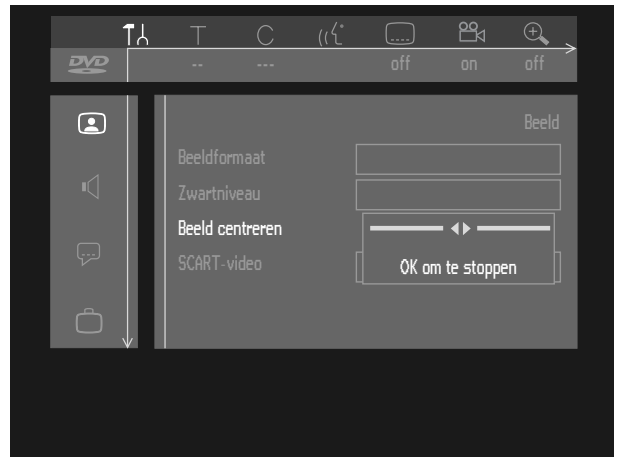 T C
DVD -- --- off on off
Beeld
Beeldformaat
Zwartniveau
Beeld centreren
SCART-video
OK om te stoppen